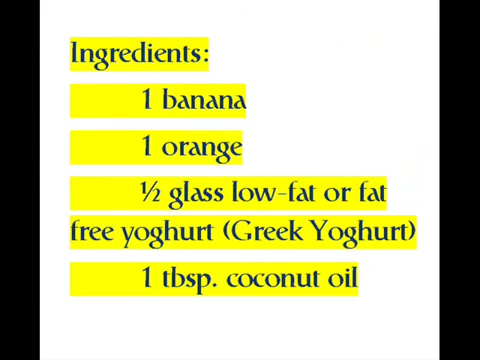 Ingredients:
1 banana
1 orange
½ glass low-fat or fat
free yoghurt (Greek Yoghurt)
1 tbsp. coconut oil